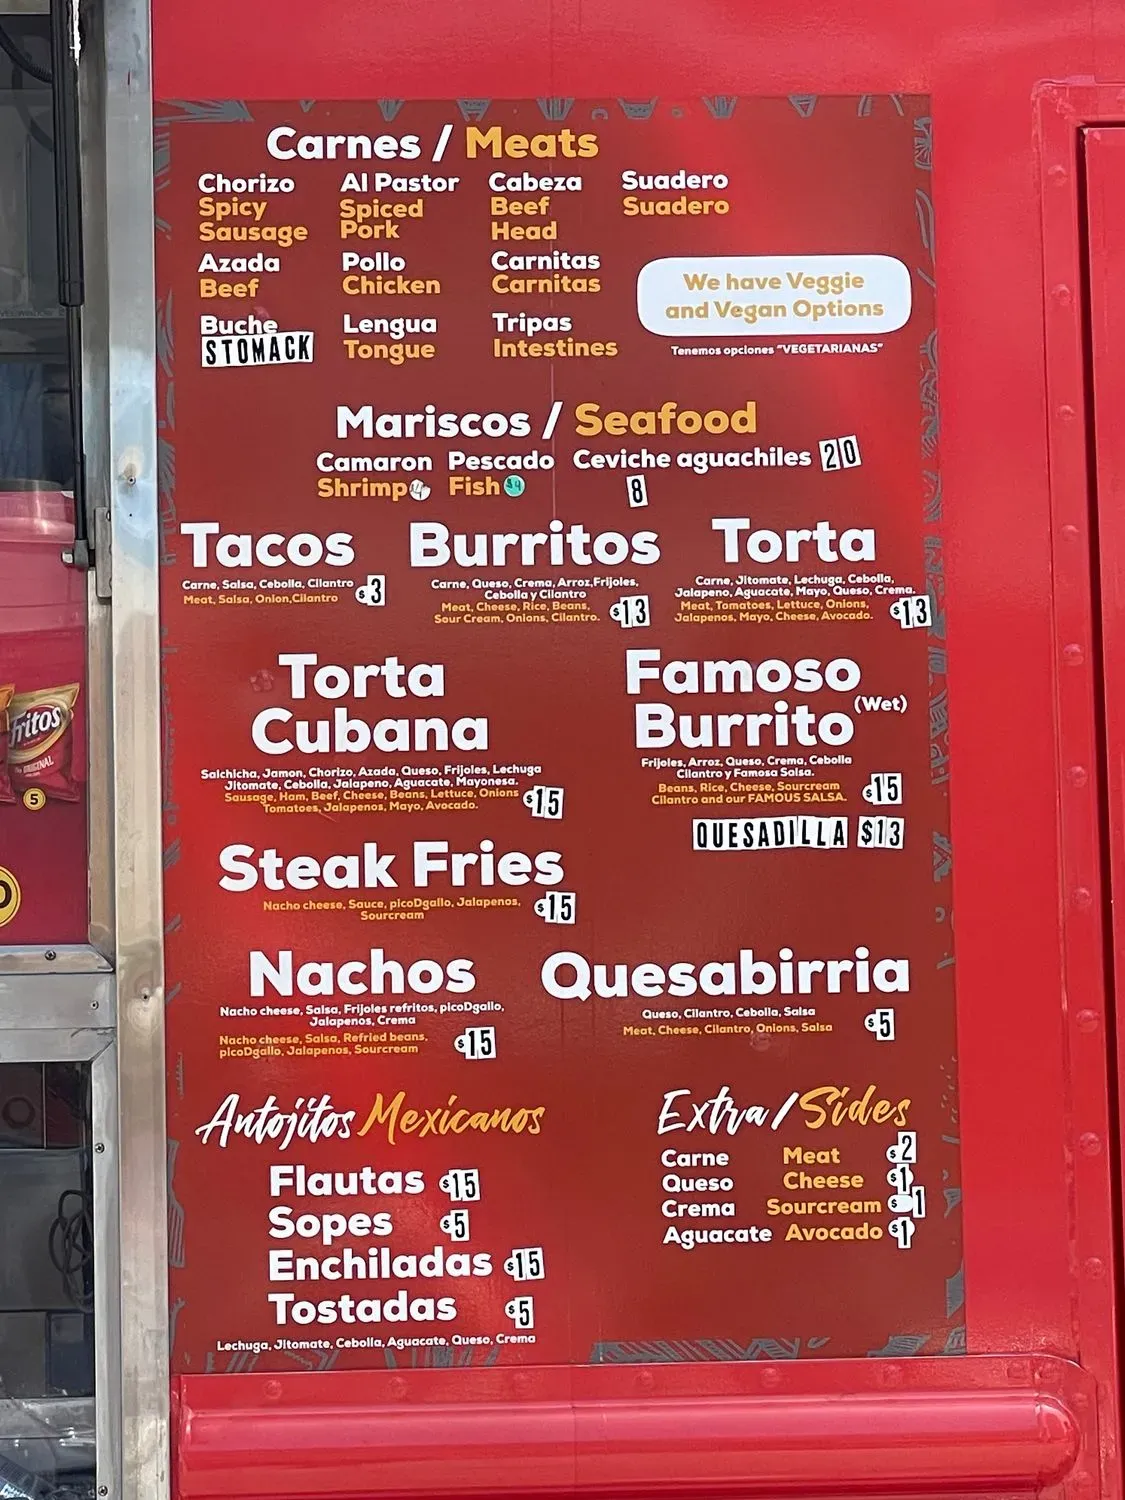 Carnes / Meats
Chorizo Al Pastor Cabeza Suadero
Spicy Spiced Beef Suadero
Sausage Pork Head
Azada Pollo Carnitas
Beef Chicken Carnitas
Buche Lengua Tripas
STOMACK Tongue Intestines
We have Veggie
and Vegan Options
Tenemos opciones "VEGETARIANAS"
Mariscos / Seafood
Camaron Pescado Ceviche aguachiles 20
Shrimp Fish $4 8
Tacos
Carne, Salsa, Cebolla, Cilantro
Meat, Salsa, Onion,Cilantro
$3
Burritos
Carne, Queso, Crema, Arroz,Frijoles,
Cebolla y Cilantro
Meat, Cheese, Rice, Beans,
Sour Cream, Onions, Cilantro.
$13
Torta
Carne, Jitomate, Lechuga, Cebolla,
Jalapeno, Aguacate, Mayo, Queso, Crema.
Meat, Tomatoes, Lettuce, Onions,
Jalapenos, Mayo, Cheese, Avocado.
$13
Torta
Cubana
Salchicha, Jamon, Chorizo, Azada, Queso, Frijoles, Lechuga
Jitomate, Cebolla, Jalapeno, Aguacate, Mayonesa.
Sausage, Ham, Beef, Cheese, Beans, Lettuce, Onions
Tomatoes, Jalapenos, Mayo, Avocado.
$15
Famoso
Burrito (Wet)
Frijoles, Arroz, Queso, Crema, Cebolla
Cilantro y Famosa Salsa.
Beans, Rice, Cheese, Sourcream
Cilantro and our FAMOUS SALSA.
$15
QUESADILLA $13
Steak Fries
Nacho cheese, Sauce, picoDgallo, Jalapenos,
Sourcream
$15
Nachos
Nacho cheese, Salsa, Frijoles refritos, picoDgallo,
Jalapenos, Crema
Nacho cheese, Salsa, Refried beans,
picoDgallo, Jalapenos, Sourcream
$15
Quesabirria
Queso, Cilantro, Cebolla, Salsa
Meat, Cheese, Cilantro, Onions, Salsa
$5
Antojitos Mexicanos
Flautas $15
Sopes $5
Enchiladas $15
Tostadas $5
Lechuga, Jitomate, Cebolla, Aguacate, Queso, Crema
Extra / Sides
Carne Meat $2
Queso Cheese $1
Crema Sourcream $1
Aguacate Avocado $1
Fritos
ORIGINAL
5